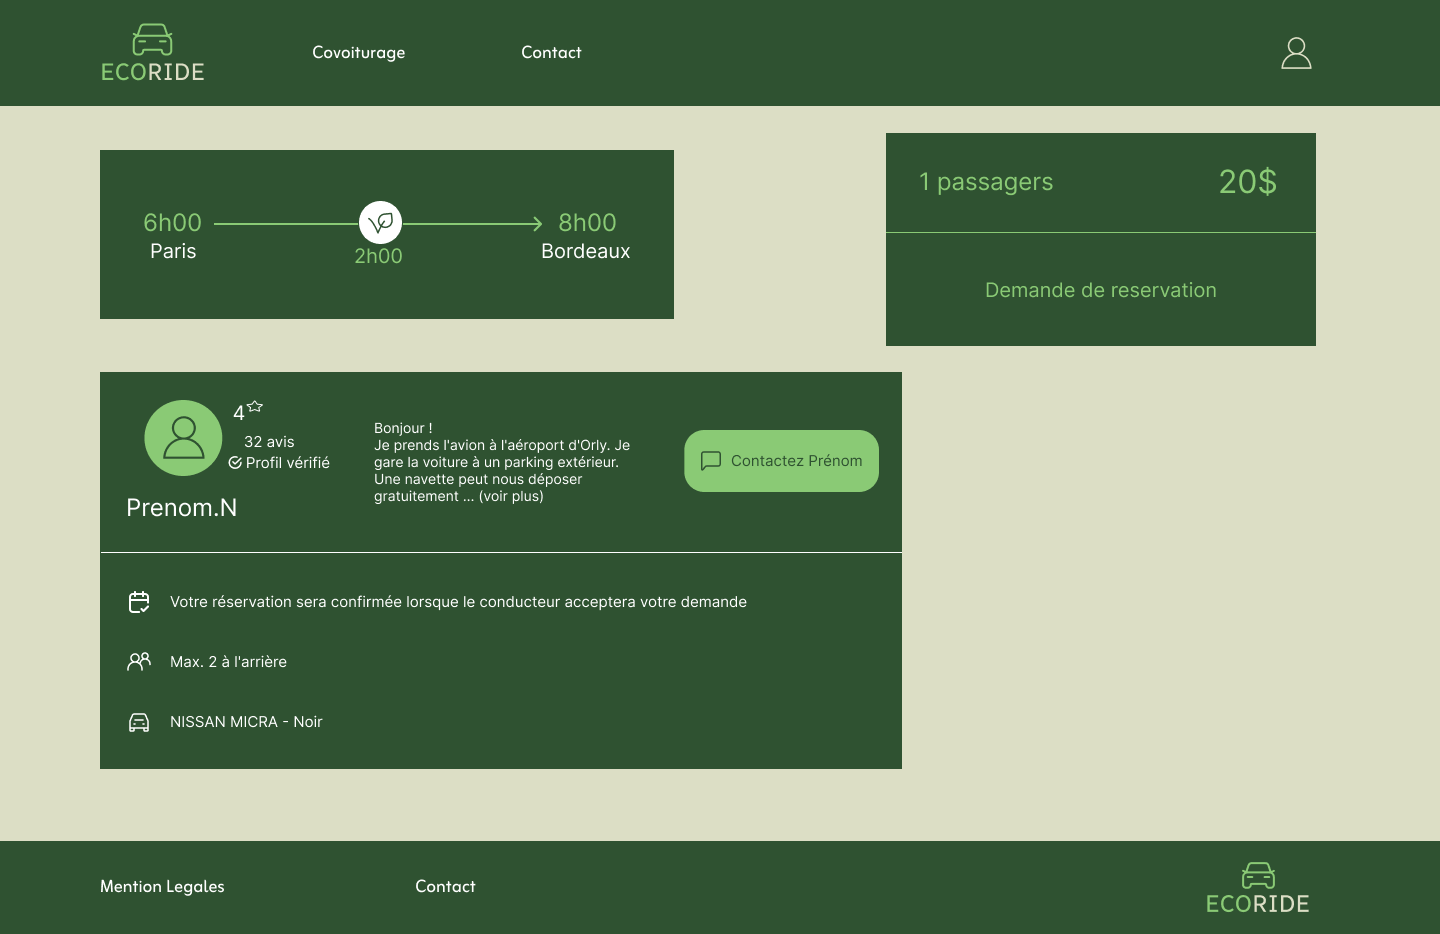 ECORIDE
Covoiturage
Contact
6h00
Paris
2h00
8h00
Bordeaux
1 passagers
20$
Demande de reservation
4
32 avis
Profil vérifié
Prenom.N
Bonjour !
Je prends l'avion à l'aéroport d'Orly. Je
gare la voiture à un parking extérieur.
Une navette peut nous déposer
gratuitement ... (voir plus)
Contactez Prénom
Votre réservation sera confirmée lorsque le conducteur acceptera votre demande
Max. 2 à l'arrière
NISSAN MICRA - Noir
Mention Legales
Contact
ECORIDE